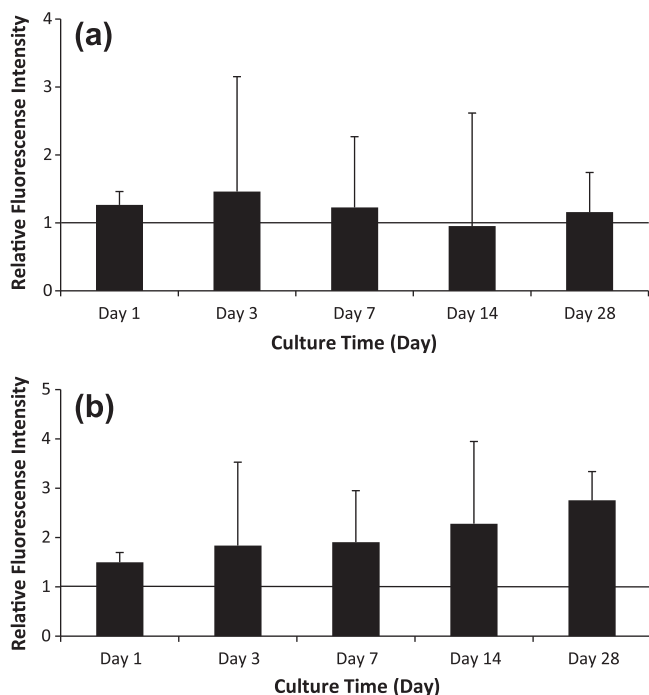 (a)
Relative Fluorescense Intensity
4
3
2
1
0
Day 1 Day 3 Day 7 Day 14 Day 28
Culture Time (Day)
(b)
Relative Fluorescense Intensity
5
4
3
2
1
0
Day 1 Day 3 Day 7 Day 14 Day 28
Culture Time (Day)